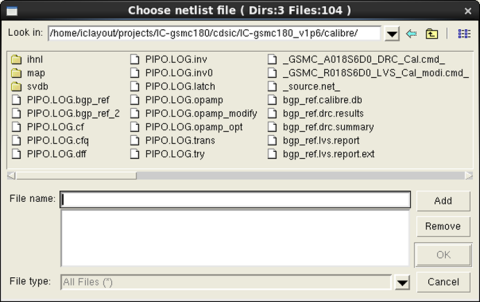 Choose netlist file ( Dirs:3 Files:104 )
Look in: /home/iclayout/projects/IC-gsmc180/cdsic/IC-gsmc180_v1p6/calibre/
ihnl
map
svdb
PIPO.LOG.bgp_ref
PIPO.LOG.bgp_ref_2
PIPO.LOG.cf
PIPO.LOG.cfq
PIPO.LOG.dff
PIPO.LOG.inv
PIPO.LOG.inv0
PIPO.LOG.latch
PIPO.LOG.opamp
PIPO.LOG.opamp_modify
PIPO.LOG.opamp_opt
PIPO.LOG.trans
PIPO.LOG.try
_GSMC_A018S6D0_DRC_Cal.cmd_
_GSMC_R018S6D0_LVS_Cal_modi.cmd_
_source.net_
bgp_ref.calibre.db
bgp_ref.drc.results
bgp_ref.drc.summary
bgp_ref.lvs.report
bgp_ref.lvs.report.ext
File name:
Add
Remove
OK
File type: All Files (*)
Cancel